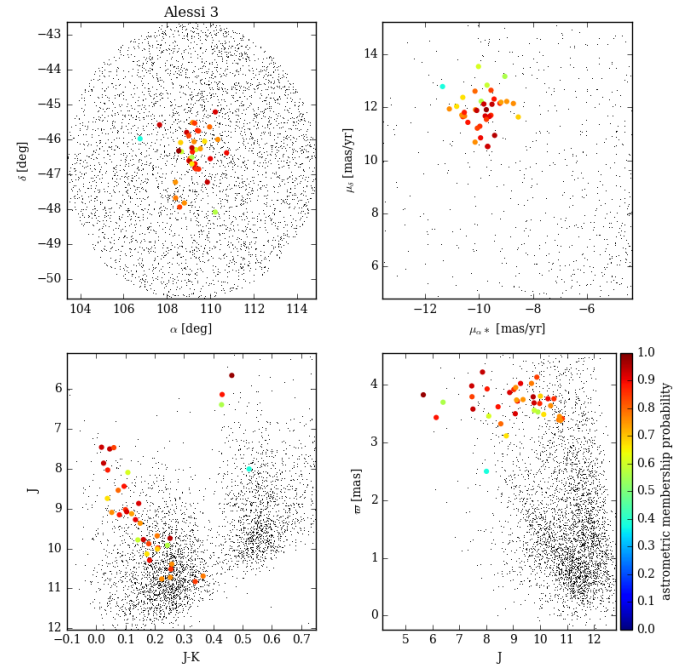 Alessi 3
−43
−44
−45
−46
−47
−48
−49
−50
δ [deg]
104 106 108 110 112 114
α [deg]
14
12
10
8
6
μδ [mas/yr]
−12 −10 −8 −6
μα∗ [mas/yr]
5
6
7
8
9
10
11
12
J
−0.1 0.0 0.1 0.2 0.3 0.4 0.5 0.6 0.7
J-K
4
3
2
1
0
ϖ [mas]
5 6 7 8 9 10 11 12
J
1.0
0.9
0.8
0.7
0.6
0.5
0.4
0.3
0.2
0.1
0.0
astrometric membership probability